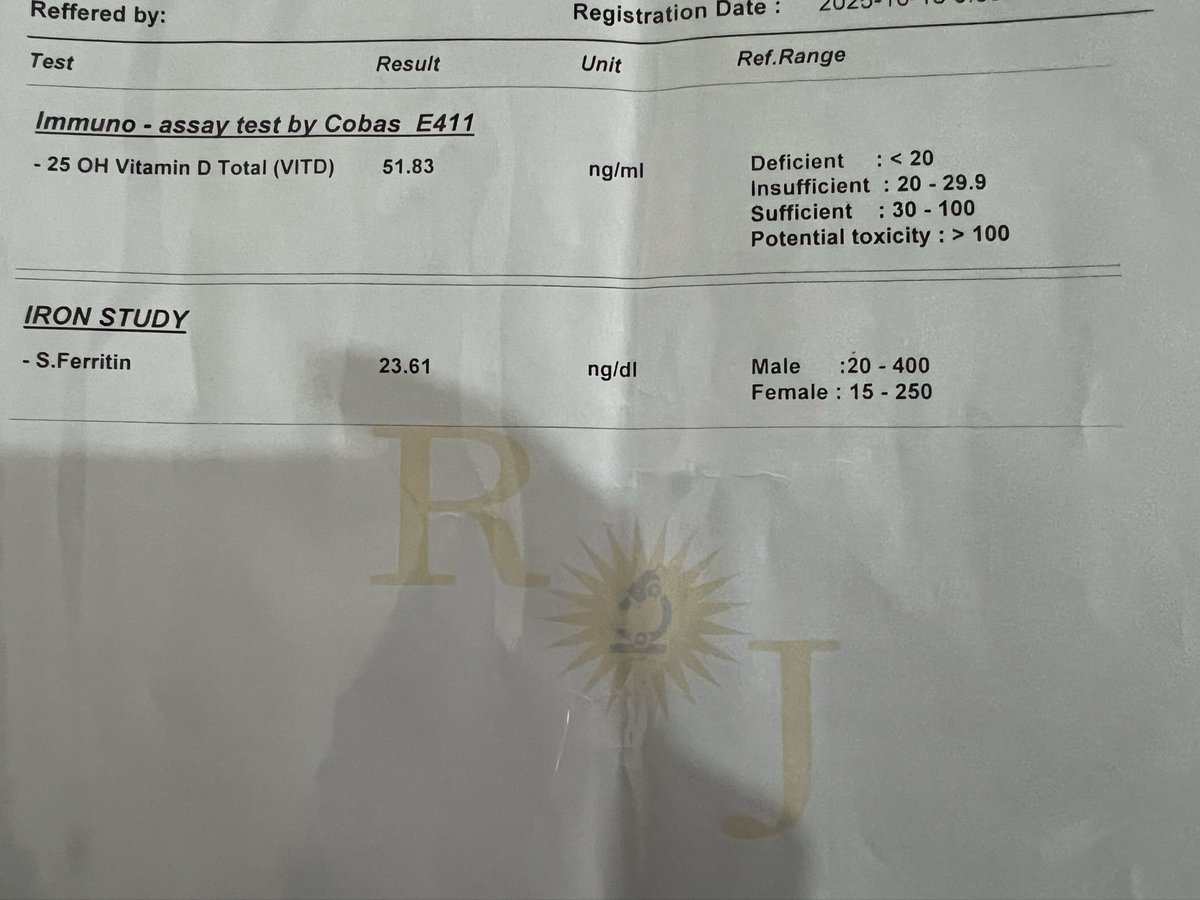 Reffered by: Registration Date :
Test Result Unit Ref.Range
Immuno - assay test by Cobas E411
- 25 OH Vitamin D Total (VITD) 51.83 ng/ml Deficient : < 20
Insufficient : 20 - 29.9
Sufficient : 30 - 100
Potential toxicity : > 100
IRON STUDY
- S.Ferritin 23.61 ng/dl Male :20 - 400
Female : 15 - 250
R
J